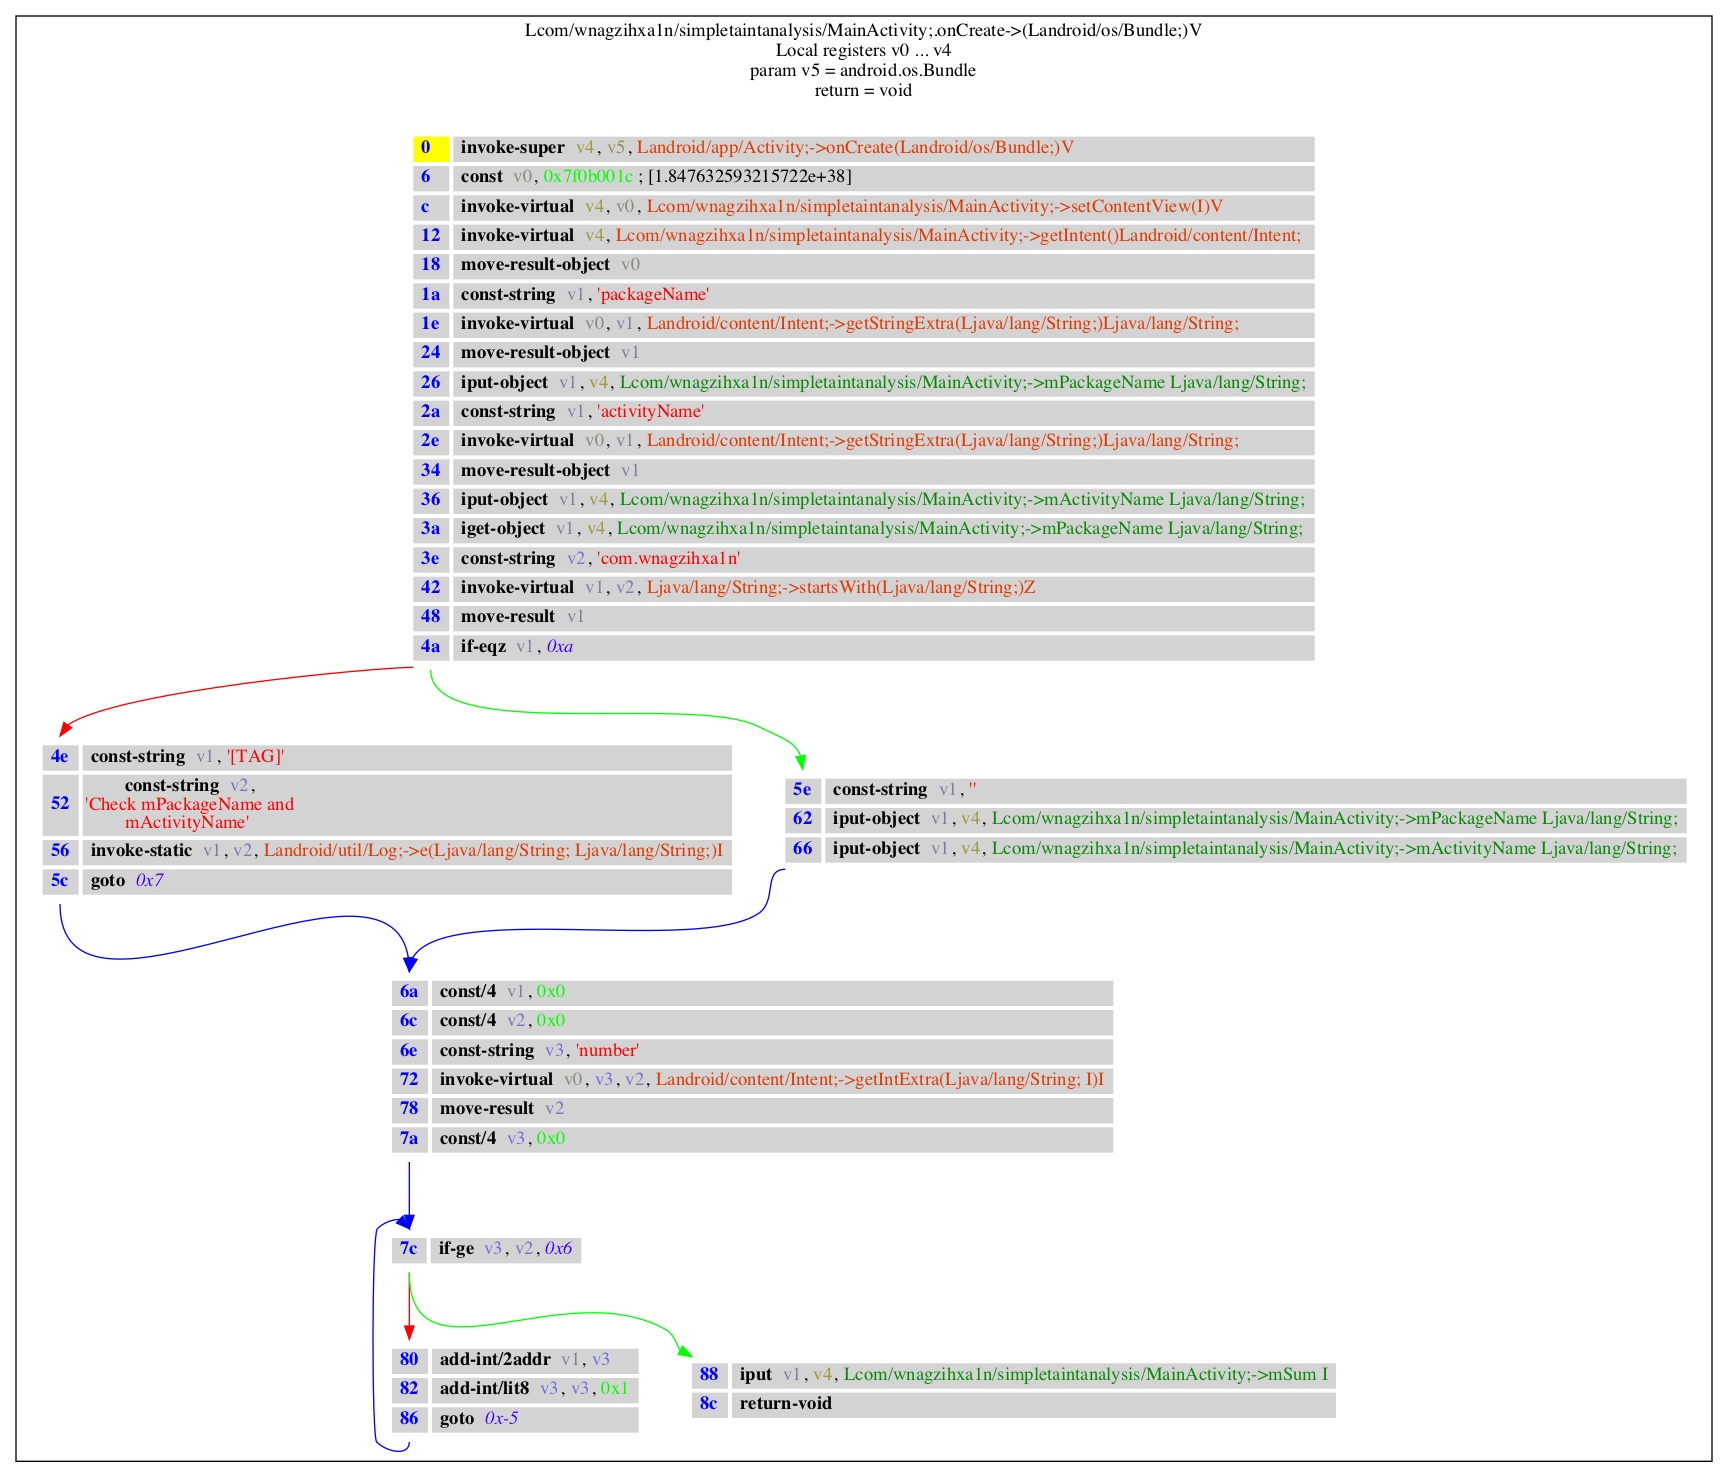 Lcom/wnagzihxa1n/simpletaintanalysis/MainActivity;.onCreate->(Landroid/os/Bundle;)V
Local registers v0 ... v4
param v5 = android.os.Bundle
return = void
0 invoke-super v4, v5, Landroid/app/Activity;->onCreate(Landroid/os/Bundle;)V
6 const v0, 0x7f0b001c ; [1.847632593215722e+38]
c invoke-virtual v4, v0, Lcom/wnagzihxa1n/simpletaintanalysis/MainActivity;->setContentView(I)V
12 invoke-virtual v4, Lcom/wnagzihxa1n/simpletaintanalysis/MainActivity;->getIntent()Landroid/content/Intent;
18 move-result-object v0
1a const-string v1, 'packageName'
1e invoke-virtual v0, v1, Landroid/content/Intent;->getStringExtra(Ljava/lang/String;)Ljava/lang/String;
24 move-result-object v1
26 iput-object v1, v4, Lcom/wnagzihxa1n/simpletaintanalysis/MainActivity;->mPackageName Ljava/lang/String;
2a const-string v1, 'activityName'
2e invoke-virtual v0, v1, Landroid/content/Intent;->getStringExtra(Ljava/lang/String;)Ljava/lang/String;
34 move-result-object v1
36 iput-object v1, v4, Lcom/wnagzihxa1n/simpletaintanalysis/MainActivity;->mActivityName Ljava/lang/String;
3a iget-object v1, v4, Lcom/wnagzihxa1n/simpletaintanalysis/MainActivity;->mPackageName Ljava/lang/String;
3e const-string v2, 'com.wnagzihxa1n'
42 invoke-virtual v1, v2, Ljava/lang/String;->startsWith(Ljava/lang/String;)Z
48 move-result v1
4a if-eqz v1, 0xa
4e const-string v1, '[TAG]'
52 const-string v2,
'Check mPackageName and
mActivityName'
56 invoke-static v1, v2, Landroid/util/Log;->e(Ljava/lang/String; Ljava/lang/String;)I
5c goto 0x7
5e const-string v1, ''
62 iput-object v1, v4, Lcom/wnagzihxa1n/simpletaintanalysis/MainActivity;->mPackageName Ljava/lang/String;
66 iput-object v1, v4, Lcom/wnagzihxa1n/simpletaintanalysis/MainActivity;->mActivityName Ljava/lang/String;
6a const/4 v1, 0x0
6c const/4 v2, 0x0
6e const-string v3, 'number'
72 invoke-virtual v0, v3, v2, Landroid/content/Intent;->getIntExtra(Ljava/lang/String; I)I
78 move-result v2
7a const/4 v3, 0x0
7c if-ge v3, v2, 0x6
80 add-int/2addr v1, v3
82 add-int/lit8 v3, v3, 0x1
86 goto 0x-5
88 iput v1, v4, Lcom/wnagzihxa1n/simpletaintanalysis/MainActivity;->mSum I
8c return-void